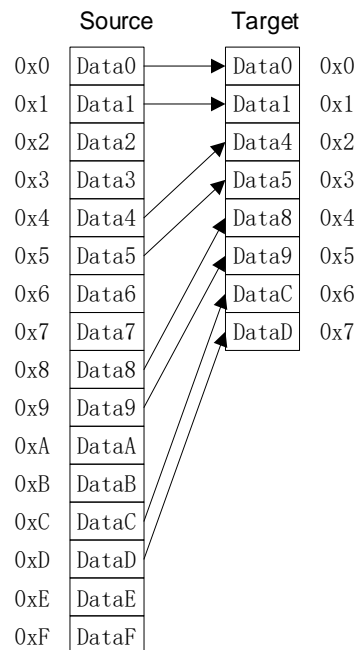 Source Target
0x0 Data0 Data0 0x0
0x1 Data1 Data1 0x1
0x2 Data2 Data4 0x2
0x3 Data3 Data5 0x3
0x4 Data4 Data8 0x4
0x5 Data5 Data9 0x5
0x6 Data6 DataC 0x6
0x7 Data7 DataD 0x7
0x8 Data8
0x9 Data9
0xA DataA
0xB DataB
0xC DataC
0xD DataD
0xE DataE
0xF DataF